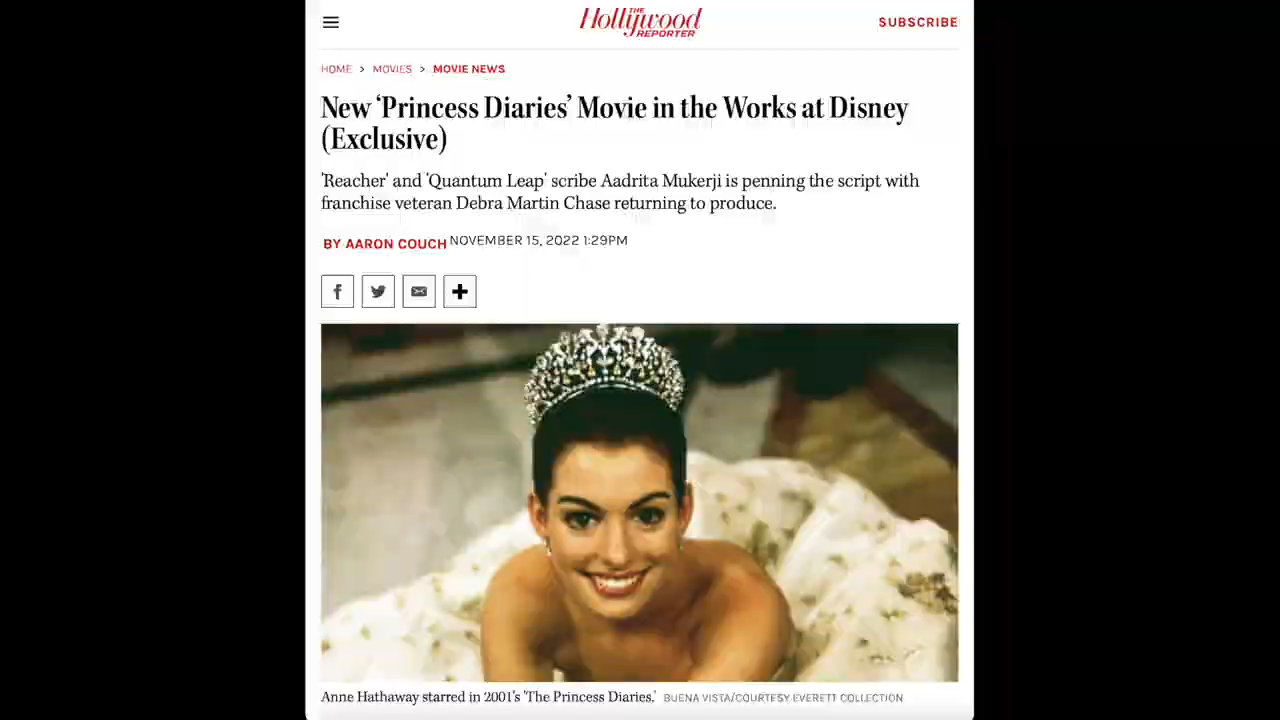 THE
Hollywood
REPORTER
SUBSCRIBE
HOME > MOVIES > MOVIE NEWS
New ‘Princess Diaries’ Movie in the Works at Disney
(Exclusive)
'Reacher' and 'Quantum Leap' scribe Aadrita Mukerji is penning the script with
franchise veteran Debra Martin Chase returning to produce.
BY AARON COUCH NOVEMBER 15, 2022 1:29PM
Anne Hathaway starred in 2001's 'The Princess Diaries.' BUENA VISTA/COURTESY EVERETT COLLECTION